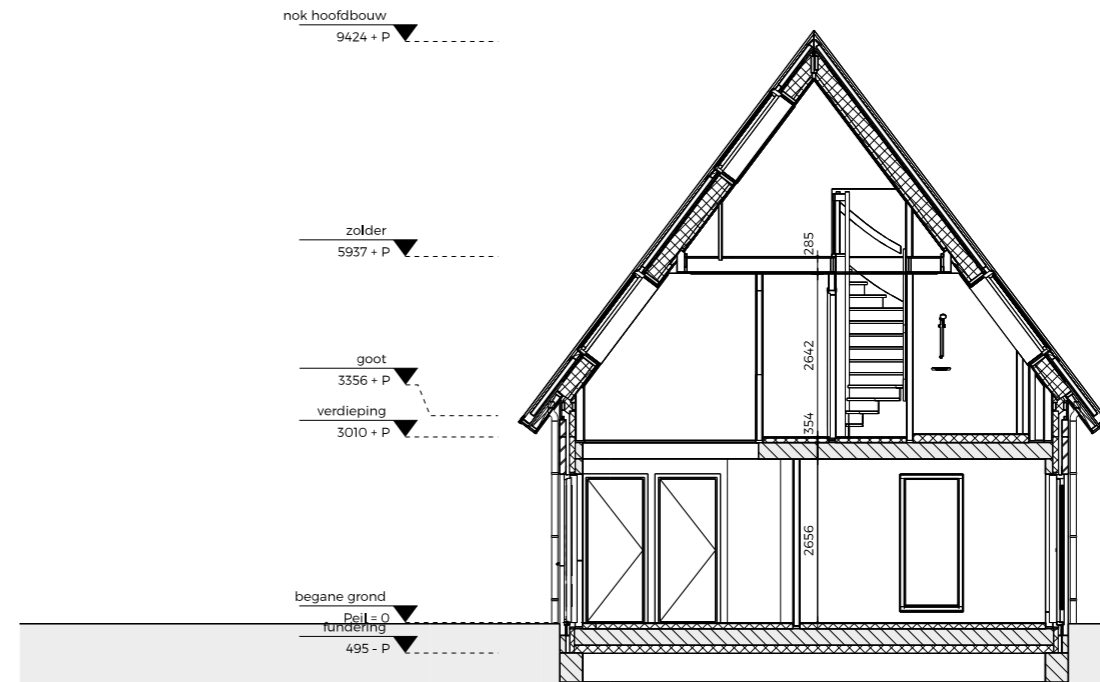 nok hoofdbouw
9424 + P
zolder
5937 + P
285
goot
3356 + P
2642
verdieping
3010 + P
354
2656
begane grond
Peil = 0
fundering
495 - P